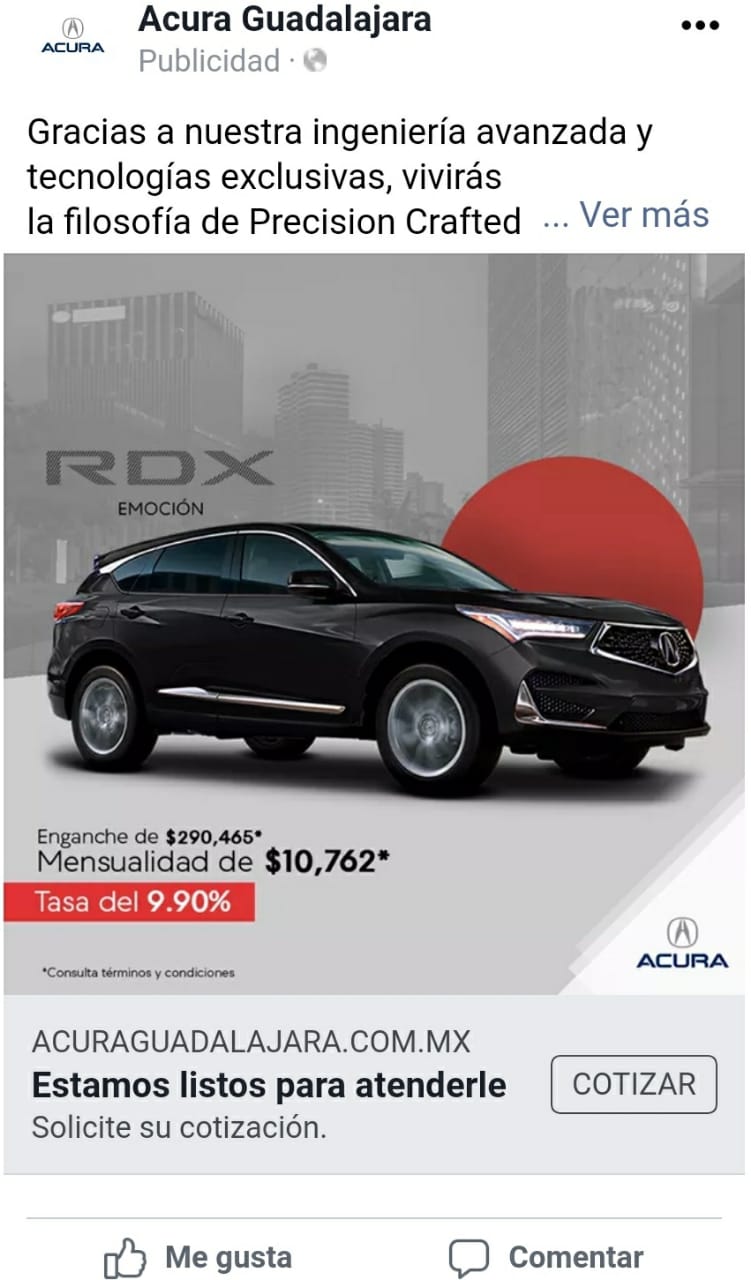 ACURA
Acura Guadalajara
Publicidad ·
Gracias a nuestra ingeniería avanzada y
tecnologías exclusivas, vivirás
la filosofía de Precision Crafted ... Ver más
RDX
EMOCIÓN
Enganche de $290,465*
Mensualidad de $10,762*
Tasa del 9.90%
*Consulta términos y condiciones
ACURA
ACURAGUADALAJARA.COM.MX
Estamos listos para atenderle
Solicite su cotización.
COTIZAR
Me gusta
Comentar